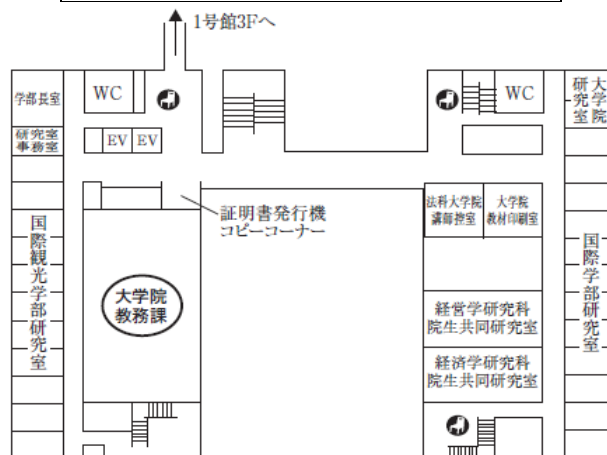 1号館3Fへ
学部長室
WC
WC
大学院
研究室
研究室
事務室
EV
EV
証明書発行機
コピーコーナー
法科大学院
講師控室
大学院
教材印刷室
国際観光学部研究室
大学院
教務課
国際学部研究室
経営学研究科
院生共同研究室
経済学研究科
院生共同研究室